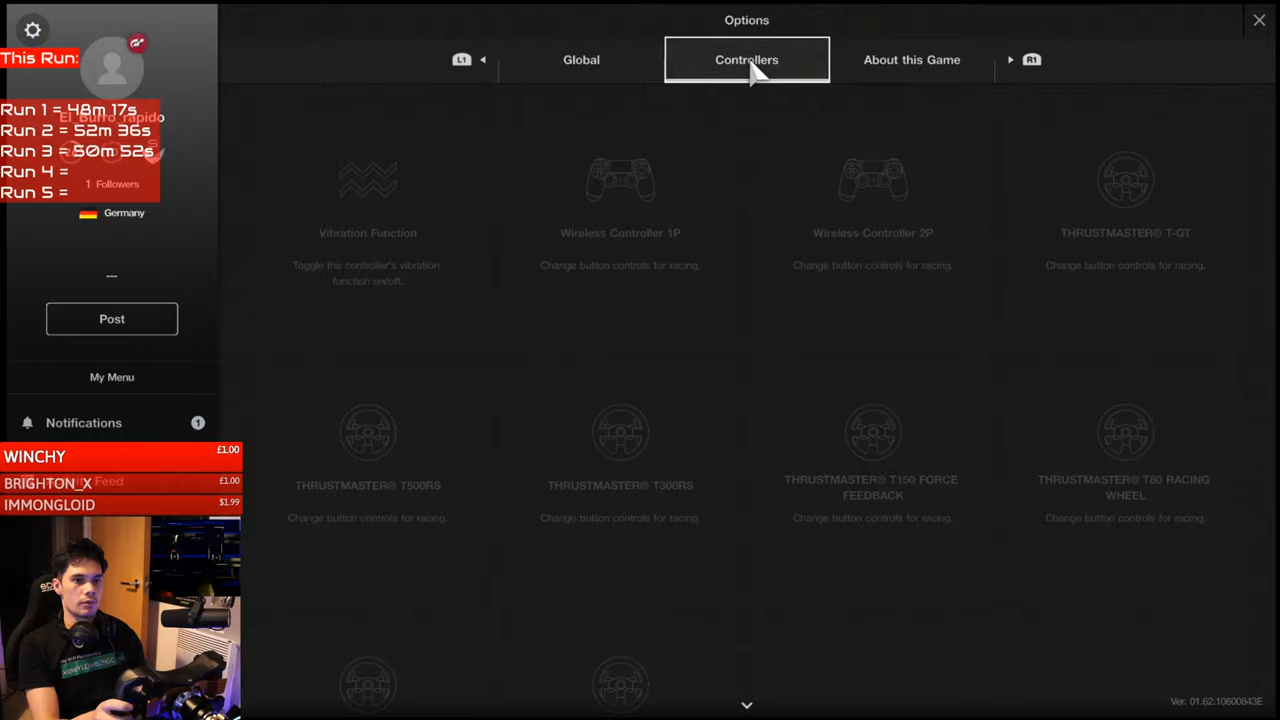 Options
L1
Global
Controllers
About this Game
R1
This Run:
Run 1 = 48m 17s
El_Burro_rapido
Run 2 = 52m 36s
Run 3 = 50m 52s
Run 4 =
Run 5 =
1 Followers
Germany
---
Post
My Menu
Notifications
1
Vibration Function
Toggle the controller's vibration
function on/off.
Wireless Controller 1P
Change button controls for racing.
Wireless Controller 2P
Change button controls for racing.
THRUSTMASTER® T-GT
Change button controls for racing.
THRUSTMASTER® T500RS
Change button controls for racing.
THRUSTMASTER® T300RS
Change button controls for racing.
THRUSTMASTER® T150 FORCE
FEEDBACK
Change button controls for racing.
THRUSTMASTER® T80 RACING
WHEEL
Change button controls for racing.
WINCHY £1.00
BRIGHTON_X £1.00
Feed
IMMONGLOID $1.99
Ver. 01.62.10600843E